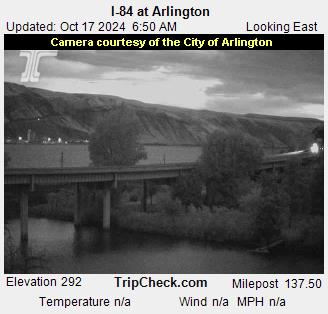 I-84 at Arlington
Updated: Oct 17 2024 6:50 AM Looking East
Camera courtesy of the City of Arlington
Elevation 292 TripCheck.com Milepost 137.50
Temperature n/a Wind n/a MPH n/a